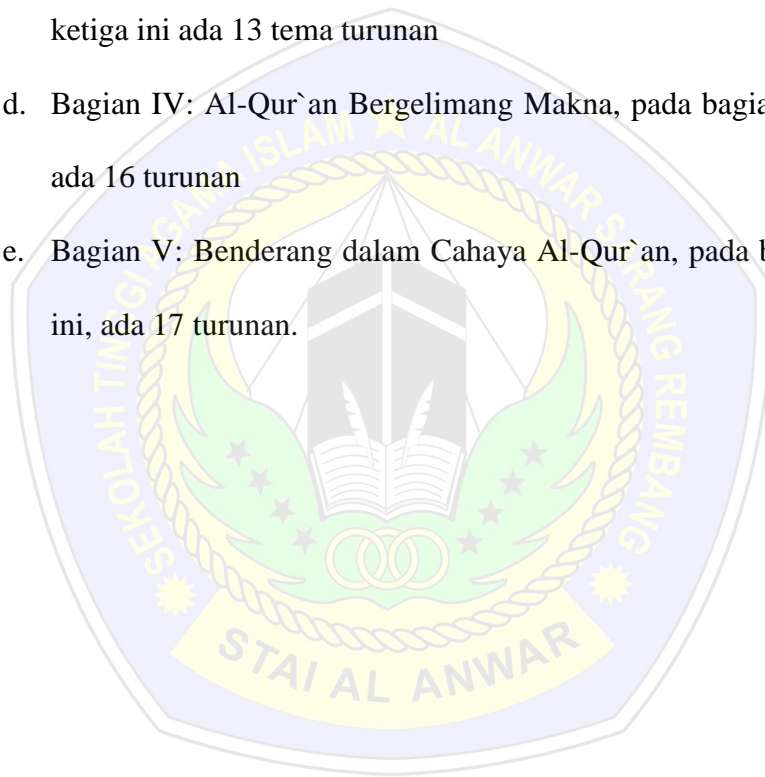 ketiga ini ada 13 tema turunan
d. Bagian IV: Al-Qur`an Bergelimang Makna, pada bagia
ada 16 turunan
e. Bagian V: Benderang dalam Cahaya Al-Qur`an, pada b
ini, ada 17 turunan.
SEKOLAH TINGGI AGAMA ISLAM AL ANWAR SARANG REMBANG
STAI AL ANWAR